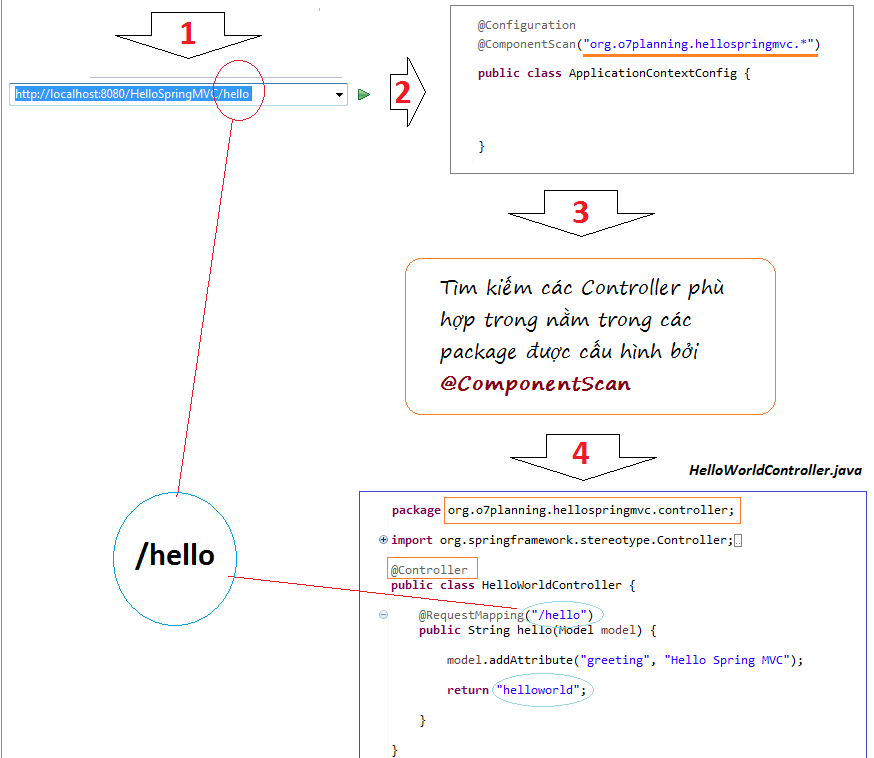 1
http://localhost:8080/HelloSpringMVC/hello
2
@Configuration
@ComponentScan("org.o7planning.hellospringmvc.*")
public class ApplicationContextConfig {
}
3
Tìm kiếm các Controller phù
hợp trong nằm trong các
package được cấu hình bởi
@ComponentScan
4
HelloWorldController.java
/hello
package org.o7planning.hellospringmvc.controller;
import org.springframework.stereotype.Controller;
@Controller
public class HelloWorldController {
@RequestMapping("/hello")
public String hello(Model model) {
model.addAttribute("greeting", "Hello Spring MVC");
return "helloworld";
}
}